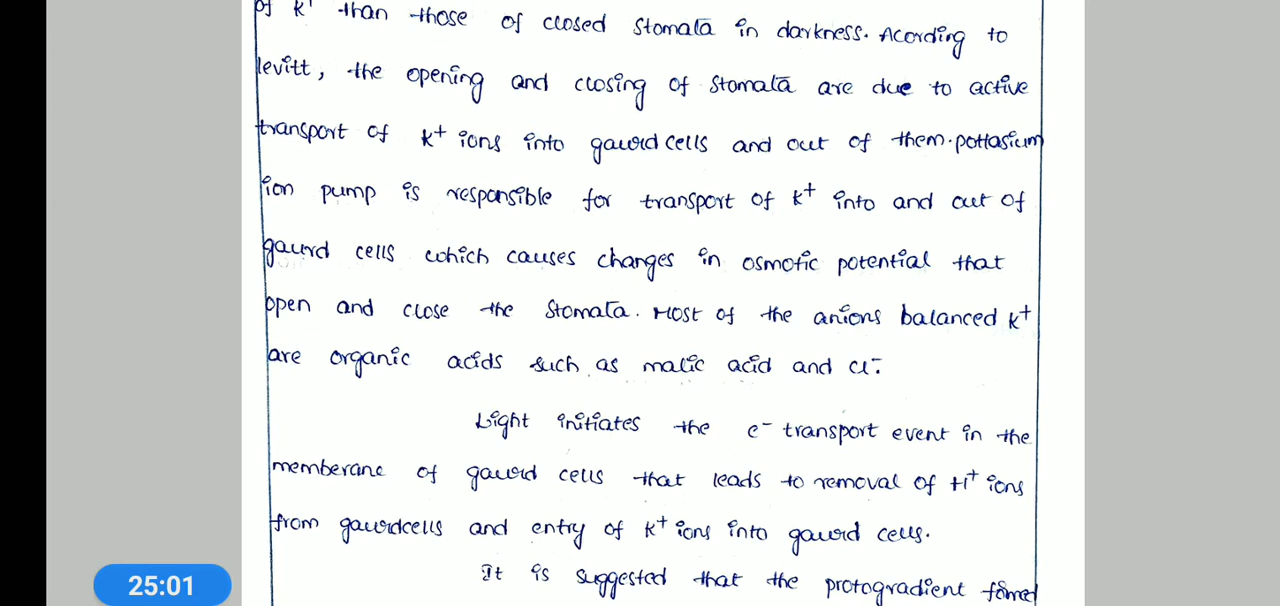 of K+ than those of closed Stomata in darkness. Acording to
levitt, the opening and closing of stomata are due to active
transport of K+ ions into gaurd cells and out of them. pottasium
ion pump is responsible for transport of K+ into and out of
gaurd cells which causes changes in osmotic potential that
open and close the stomata. Most of the anions balanced K+
are organic acids such as malic acid and Cl-.
Light initiates the e- transport event in the
memberane of gaurd cells that leads to removal of H+ ions
from gaurdcells and entry of K+ ions into gaurd cells.
It is suggested that the protogradient fomed
25:01